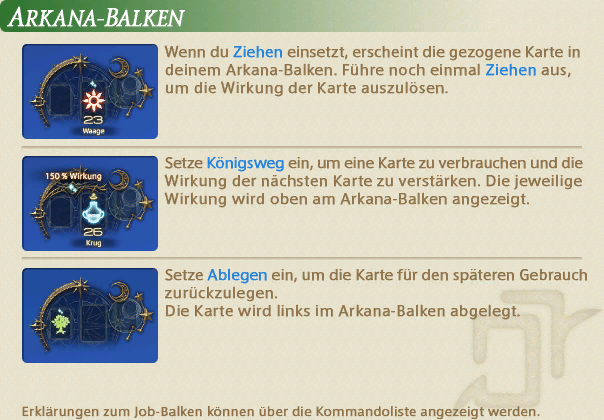 ARKANA-BALKEN
Wenn du Ziehen einsetzt, erscheint die gezogene Karte in
deinem Arkana-Balken. Führe noch einmal Ziehen aus,
um die Wirkung der Karte auszulösen.
23
Waage
Setze Königsweg ein, um eine Karte zu verbrauchen und die
Wirkung der nächsten Karte zu verstärken. Die jeweilige
Wirkung wird oben am Arkana-Balken angezeigt.
150 % Wirkung
26
Krug
Setze Ablegen ein, um die Karte für den späteren Gebrauch
zurückzulegen.
Die Karte wird links im Arkana-Balken abgelegt.
Erklärungen zum Job-Balken können über die Kommandoliste angezeigt werden.